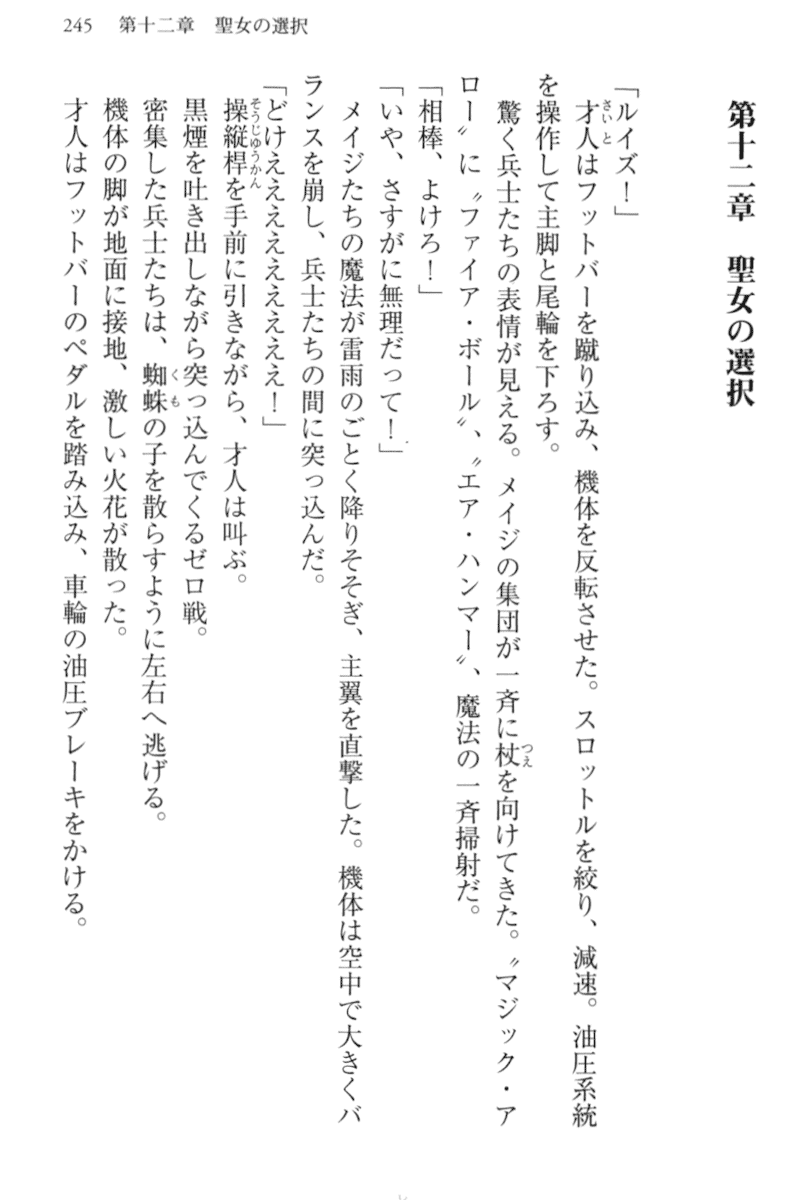 245　第十二章　聖女の選択
第十二章　聖女の選択
「ルイズ！」
　才人はフットバーを蹴り込み、機体を反転させた。スロットルを絞り、減速。油圧系統
を操作して主脚と尾輪を下ろす。
　驚く兵士たちの表情が見える。メイジの集団が一斉に杖を向けてきた。〝マジック・ア
ロー〟に〝ファイア・ボール〟、〝エア・ハンマー〟、魔法の一斉掃射だ。
「相棒、よけろ！」
「いや、さすがに無理だって！」
　メイジたちの魔法が雷雨のごとく降りそそぎ、主翼を直撃した。機体は空中で大きくバ
ランスを崩し、兵士たちの間に突っ込んだ。
「どけええええええええ！」
　操縦桿を手前に引きながら、才人は叫ぶ。
　黒煙を吐き出しながら突っ込んでくるゼロ戦。
　密集した兵士たちは、蜘蛛の子を散らすように左右へ逃げる。
　機体の脚が地面に接地、激しい火花が散った。
　才人はフットバーのペダルを踏み込み、車輪の油圧ブレーキをかける。